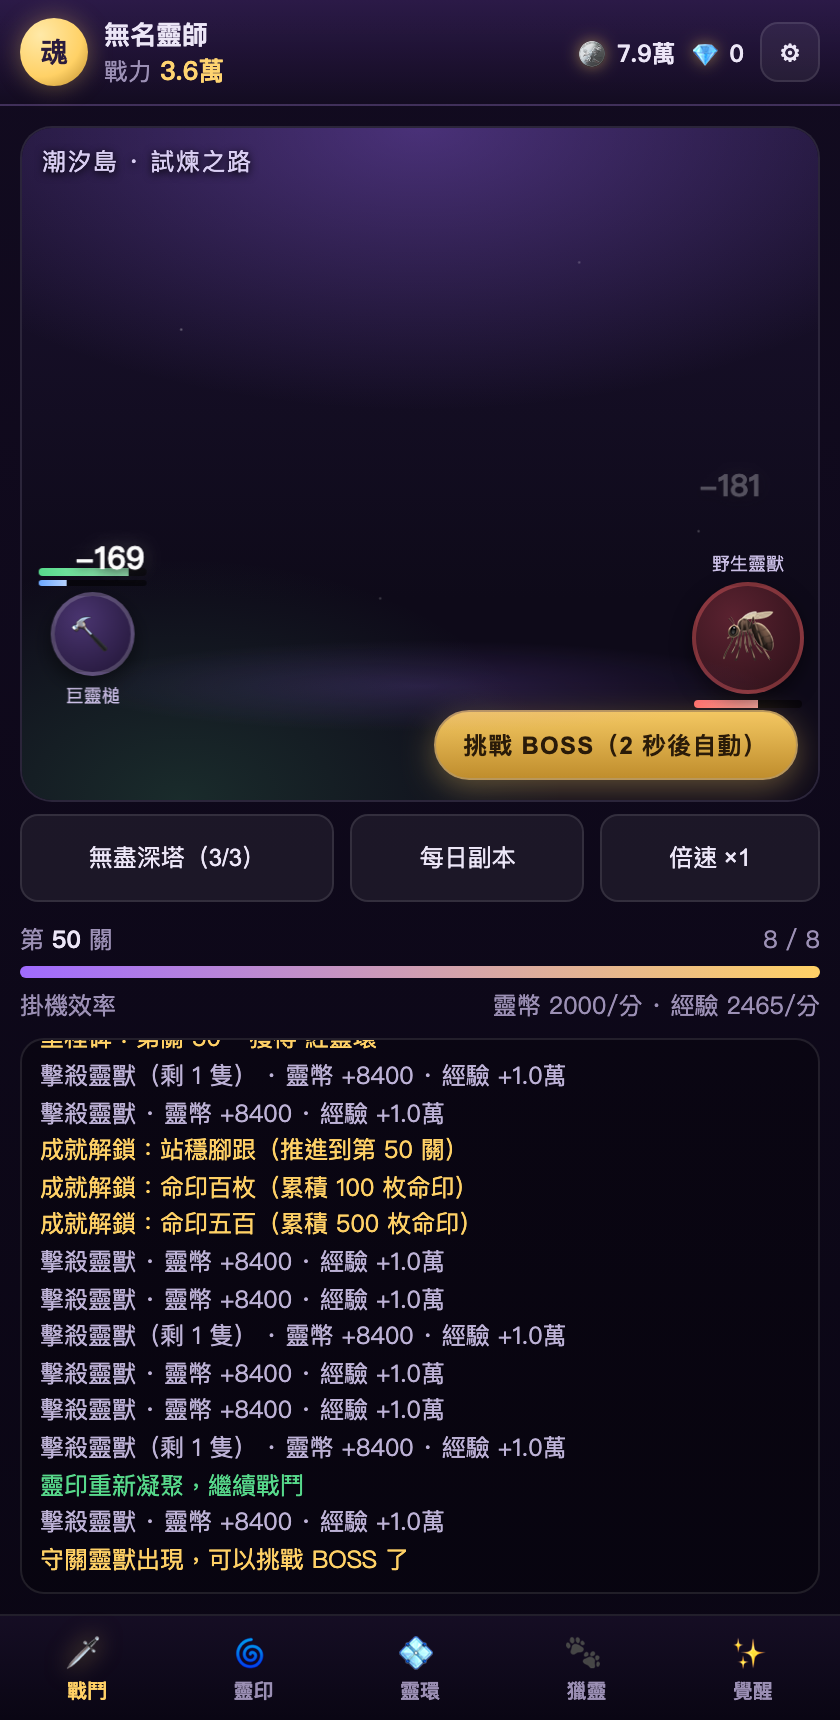 魂
無名靈師
戰力 3.6萬
7.9萬
0
潮汐島 · 試煉之路
–181
–169
野生靈獸
巨靈槌
挑戰 BOSS（2 秒後自動）
無盡深塔（3/3）
每日副本
倍速 ×1
第 50 關
8 / 8
掛機效率
靈幣 2000/分 · 經驗 2465/分
里程碑：第關 50 獲得 紅靈環
擊殺靈獸（剩 1 隻） · 靈幣 +8400 · 經驗 +1.0萬
擊殺靈獸 · 靈幣 +8400 · 經驗 +1.0萬
成就解鎖：站穩腳跟（推進到第 50 關）
成就解鎖：命印百枚（累積 100 枚命印）
成就解鎖：命印五百（累積 500 枚命印）
擊殺靈獸 · 靈幣 +8400 · 經驗 +1.0萬
擊殺靈獸 · 靈幣 +8400 · 經驗 +1.0萬
擊殺靈獸（剩 1 隻） · 靈幣 +8400 · 經驗 +1.0萬
擊殺靈獸 · 靈幣 +8400 · 經驗 +1.0萬
擊殺靈獸 · 靈幣 +8400 · 經驗 +1.0萬
擊殺靈獸（剩 1 隻） · 靈幣 +8400 · 經驗 +1.0萬
靈印重新凝聚，繼續戰鬥
擊殺靈獸 · 靈幣 +8400 · 經驗 +1.0萬
守關靈獸出現，可以挑戰 BOSS 了
戰鬥
靈印
靈環
獵靈
覺醒